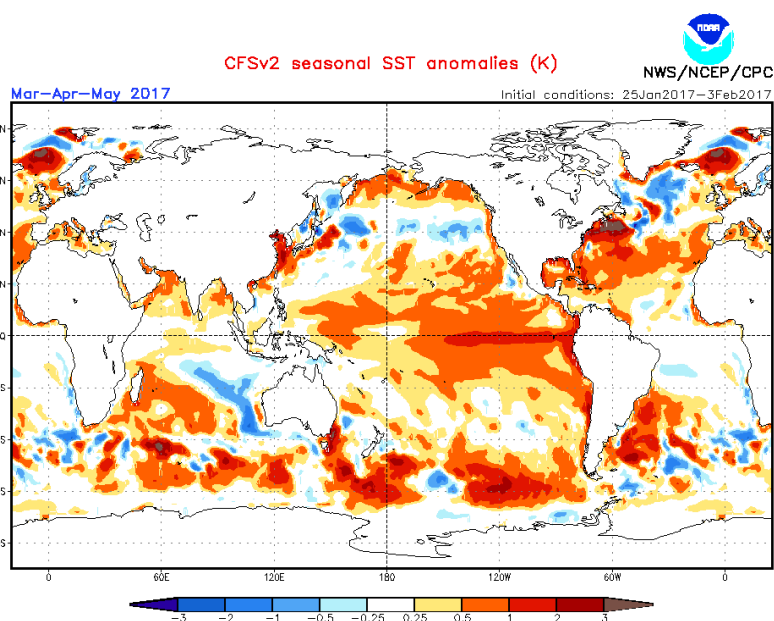 NOAA
CFSv2 seasonal SST anomalies (K)
NWS/NCEP/CPC
Mar-Apr-May 2017
Initial conditions: 25Jan2017-3Feb2017
N
N
N
N
Q
S
S
S
S
0 60E 120E 180 120W 60W 0
-3 -2 -1 -0.5 -0.25 0.25 0.5 1 2 3